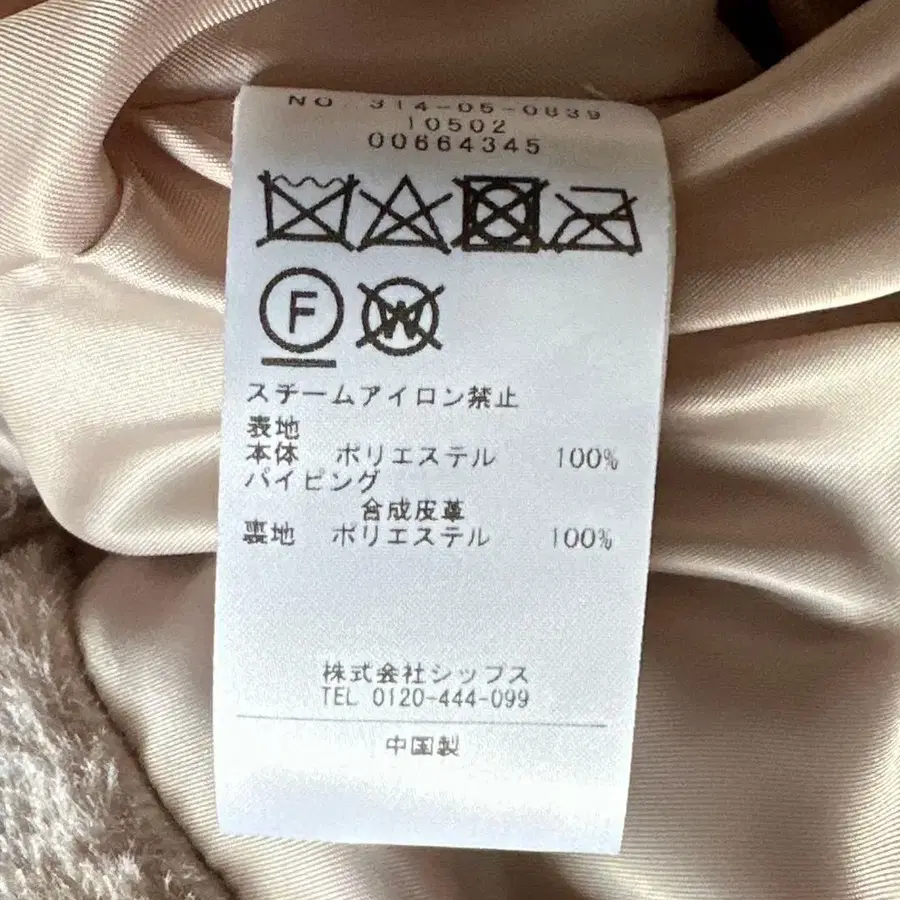 NO. 314-05-0839
10502
00664345
F W
スチームアイロン禁止
表地
本体 ポリエステル 100%
パイピング
合成皮革
裏地 ポリエステル 100%
株式会社シップス
TEL 0120-444-099
中国製